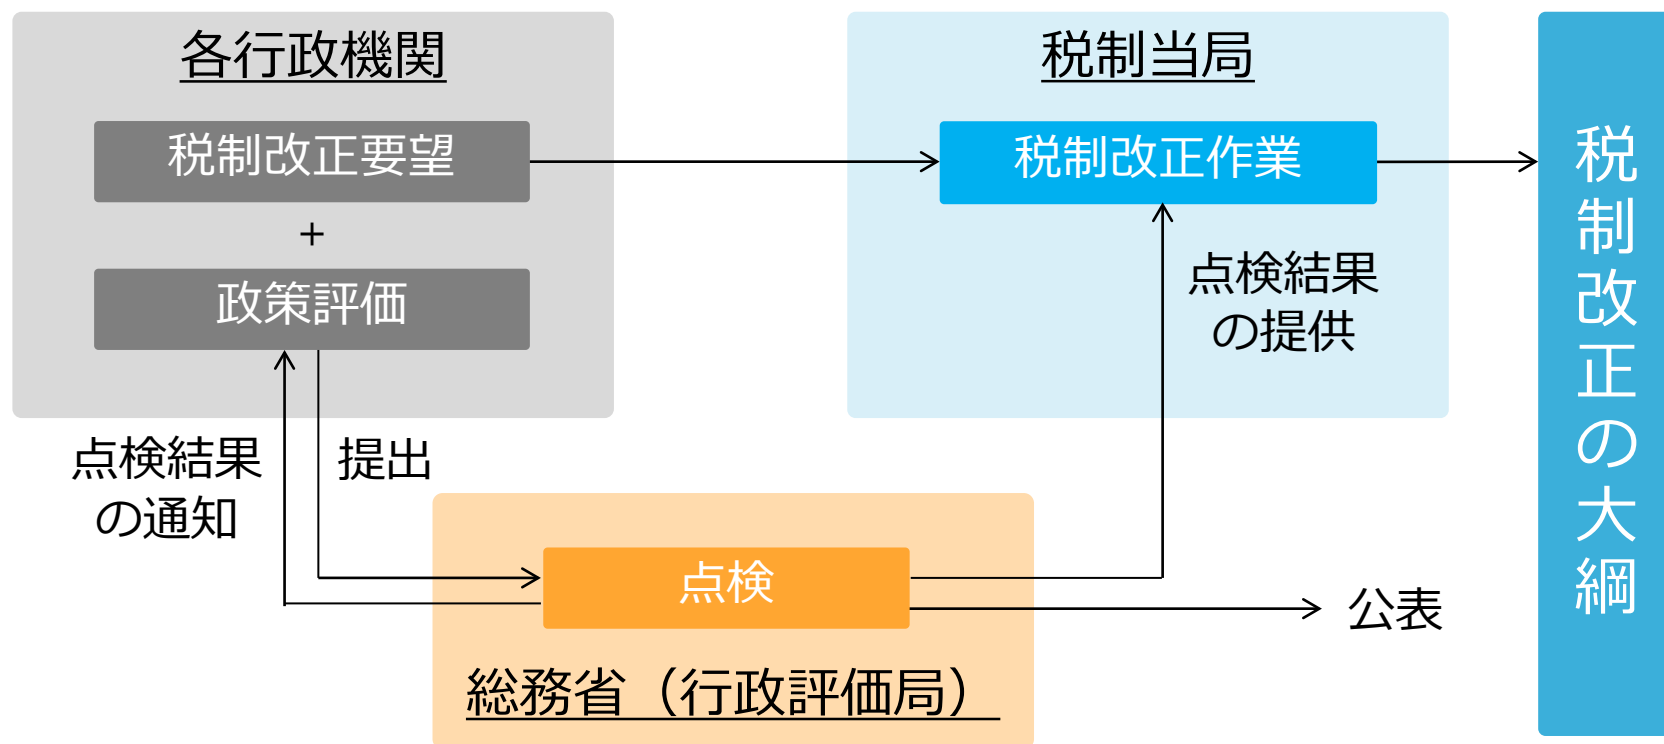 各行政機関
税制改正要望
+
政策評価
点検結果
の通知
提出
税制当局
税制改正作業
点検結果
の提供
点検
総務省（行政評価局）
公表
税制改正の大綱